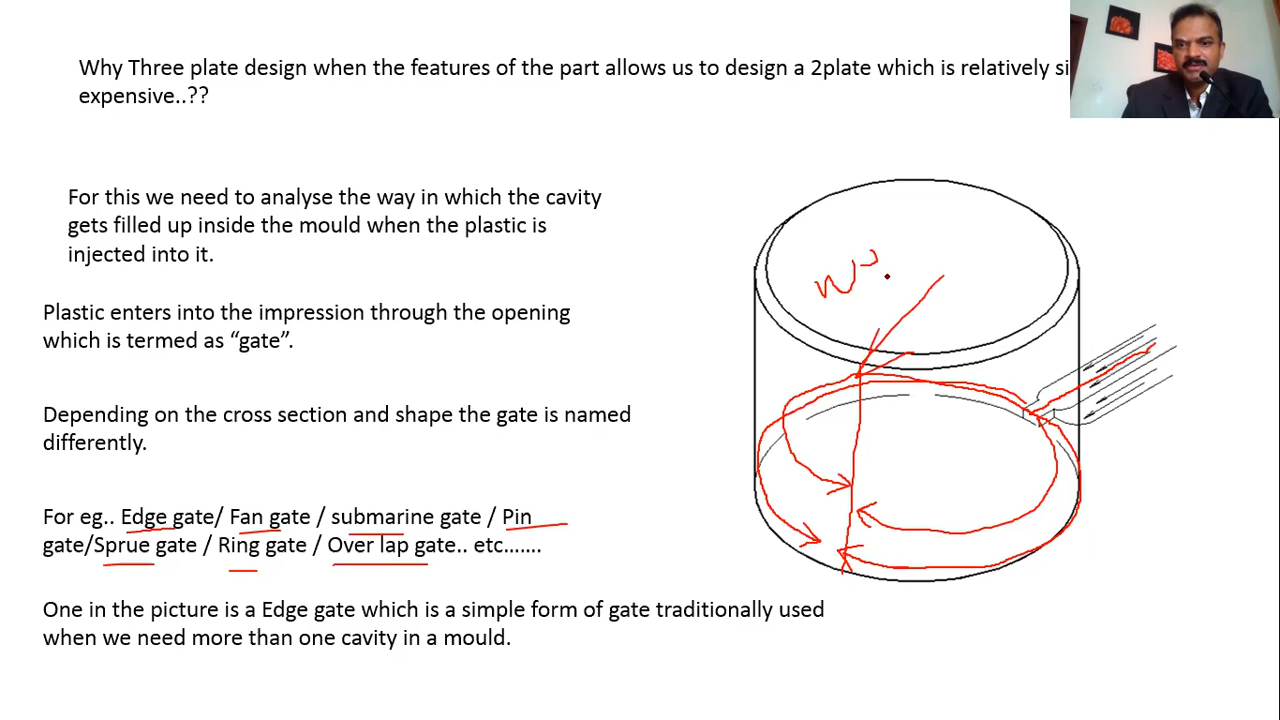 Why Three plate design when the features of the part allows us to design a 2plate which is relatively
expensive..??
For this we need to analyse the way in which the cavity
gets filled up inside the mould when the plastic is
injected into it.
Plastic enters into the impression through the opening
which is termed as “gate”.
Depending on the cross section and shape the gate is named
differently.
For eg.. Edge gate/ Fan gate / submarine gate / Pin
gate/Sprue gate / Ring gate / Over lap gate.. etc…….
One in the picture is a Edge gate which is a simple form of gate traditionally used
when we need more than one cavity in a mould.